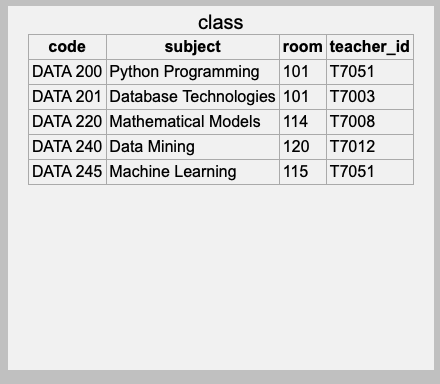 class
code subject room teacher_id
DATA 200 Python Programming 101 T7051
DATA 201 Database Technologies 101 T7003
DATA 220 Mathematical Models 114 T7008
DATA 240 Data Mining 120 T7012
DATA 245 Machine Learning 115 T7051